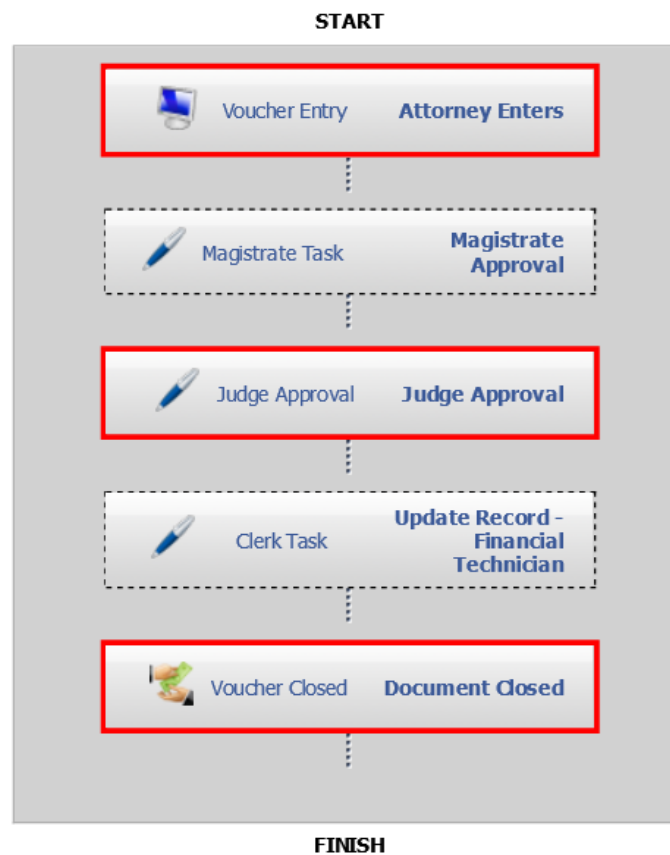 START
Voucher Entry Attorney Enters
Magistrate Task Magistrate
Approval
Judge Approval Judge Approval
Clerk Task Update Record -
Financial
Technician
Voucher Closed Document Closed
FINISH